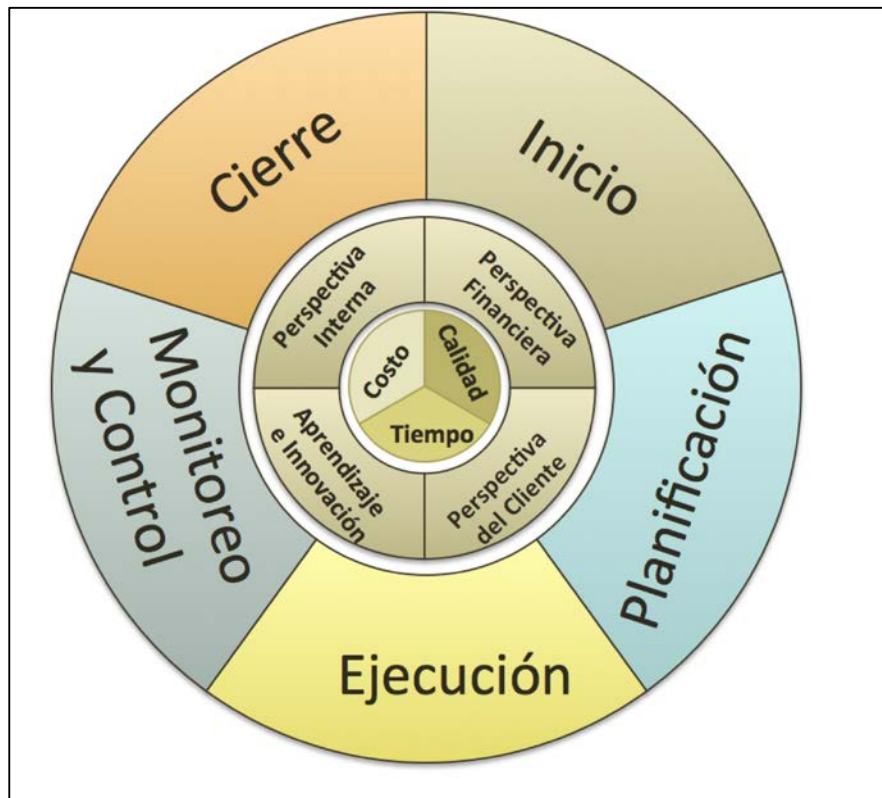 Cierre
Inicio
Planificación
Ejecución
Monitoreo
y Control
Perspectiva
Interna
Perspectiva
Financiera
Perspectiva
del Cliente
Aprendizaje
e Innovación
Costo
Calidad
Tiempo